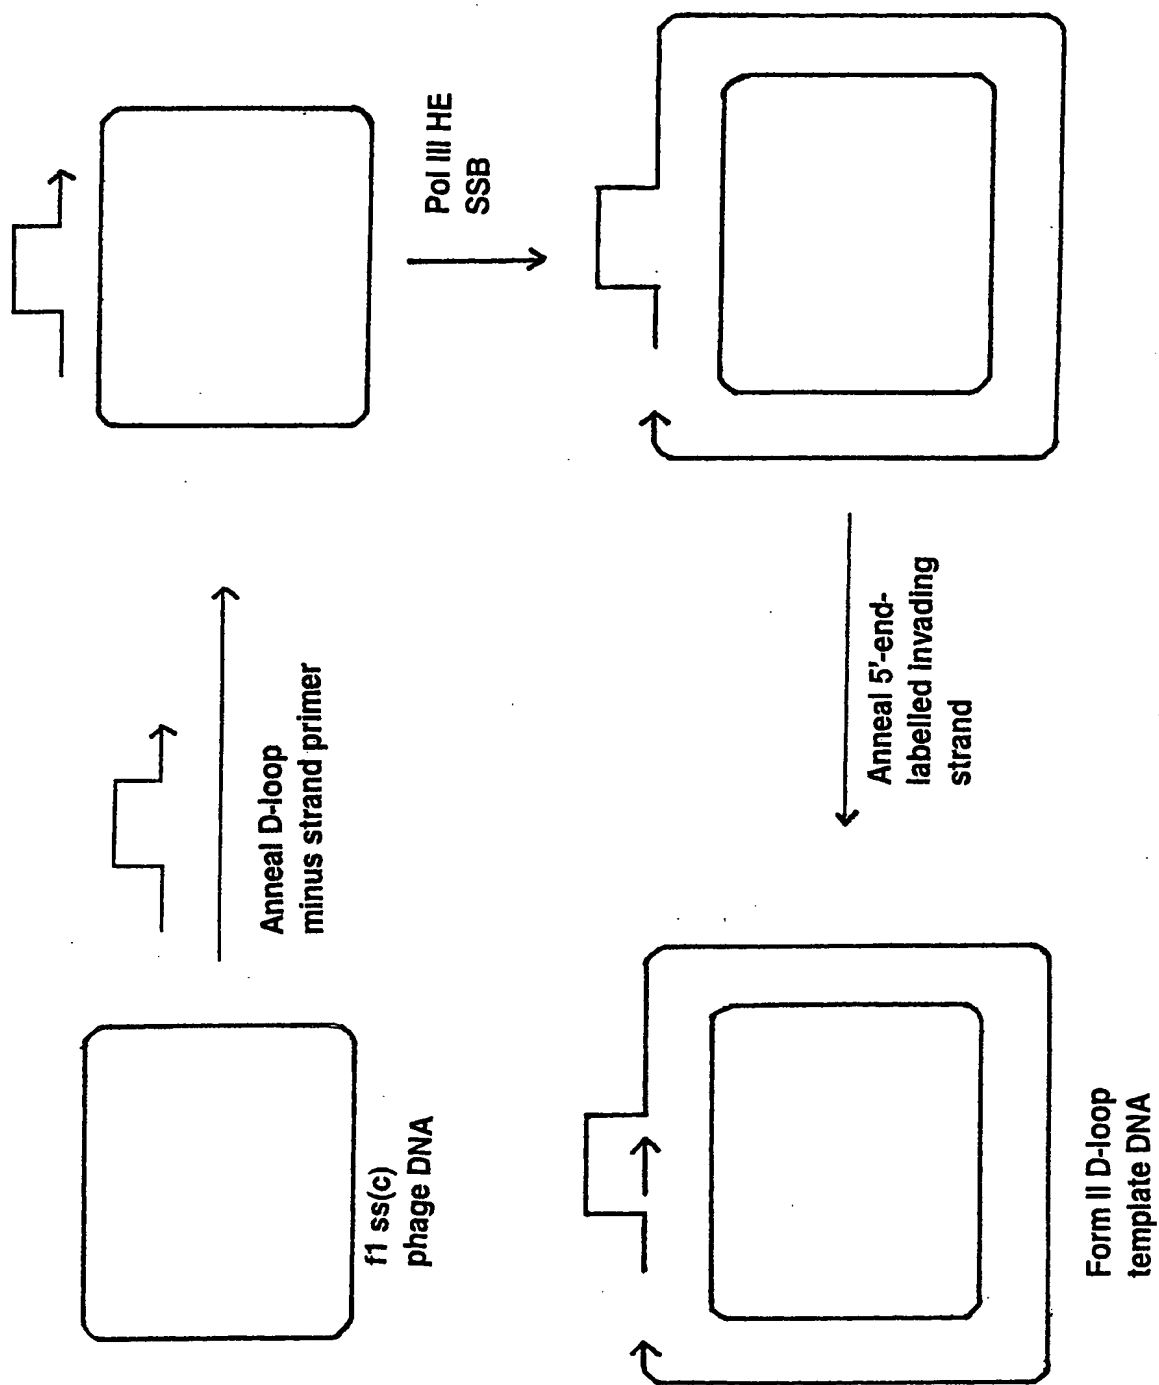 f1 ss(c)
phage DNA
Anneal D-loop
minus strand primer
Pol III HE
SSB
Anneal 5'-end-
labelled invading
strand
Form II D-loop
template DNA